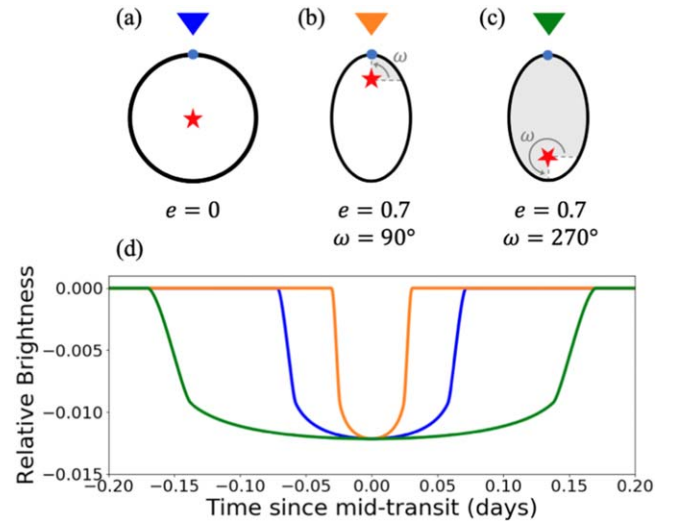 (a)
(b)
(c)
ω
ω
e = 0
e = 0.7
e = 0.7
ω = 90°
ω = 270°
(d)
Relative Brightness
0.000
−0.005
−0.010
−0.015
−0.20 −0.15 −0.10 −0.05 0.00 0.05 0.10 0.15 0.20
Time since mid-transit (days)